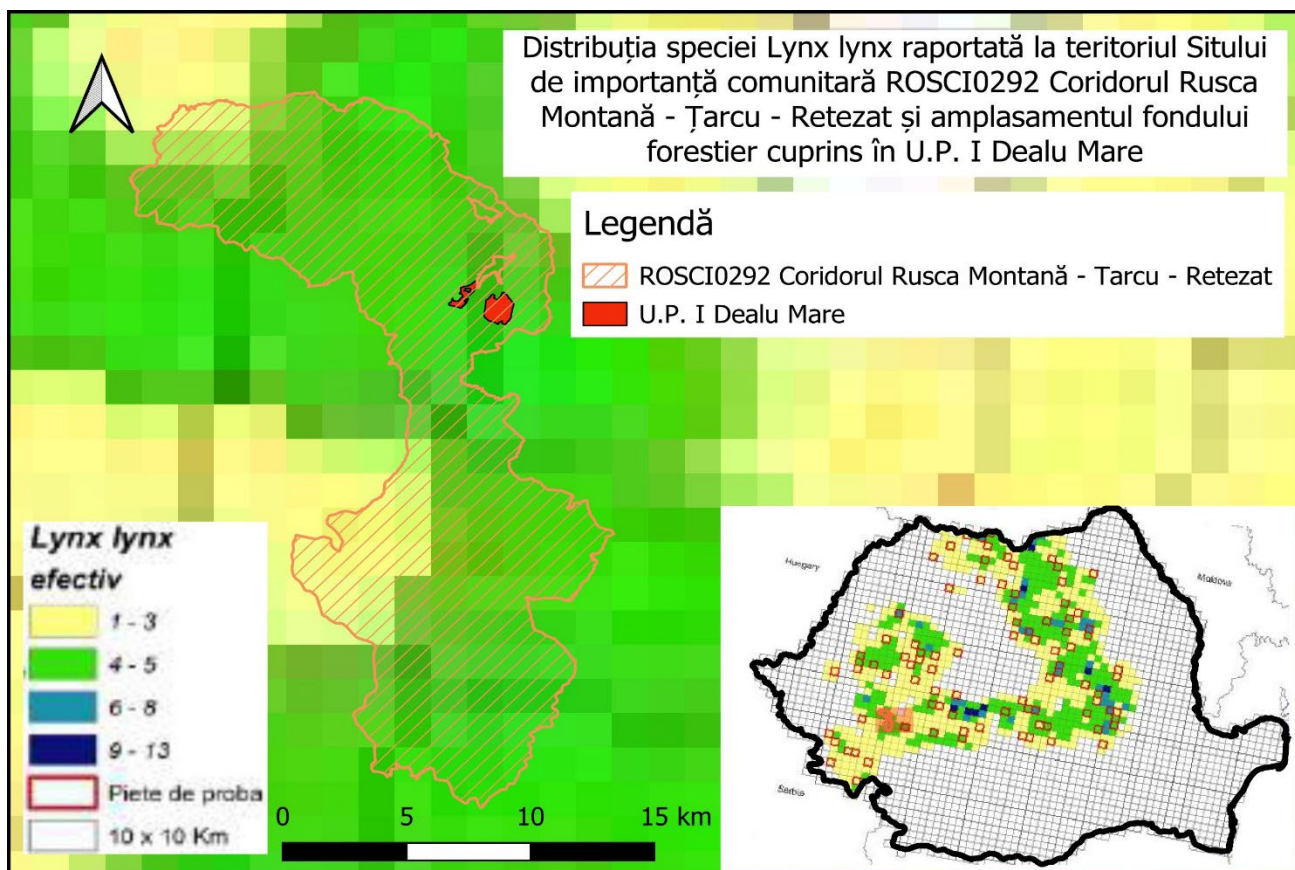 Distribuția speciei Lynx lynx raportată la teritoriul Sitului
de importanță comunitară ROSCI0292 Coridorul Rusca
Montană - Țarcu - Retezat și amplasamentul fondului
forestier cuprins în U.P. I Dealu Mare
Legendă
ROSCI0292 Coridorul Rusca Montană - Tarcu - Retezat
U.P. I Dealu Mare
Lynx lynx
efectiv
1 - 3
4 - 5
6 - 8
9 - 13
Piete de proba
10 x 10 Km
0 5 10 15 km
Hungary
Moldova
Serbia